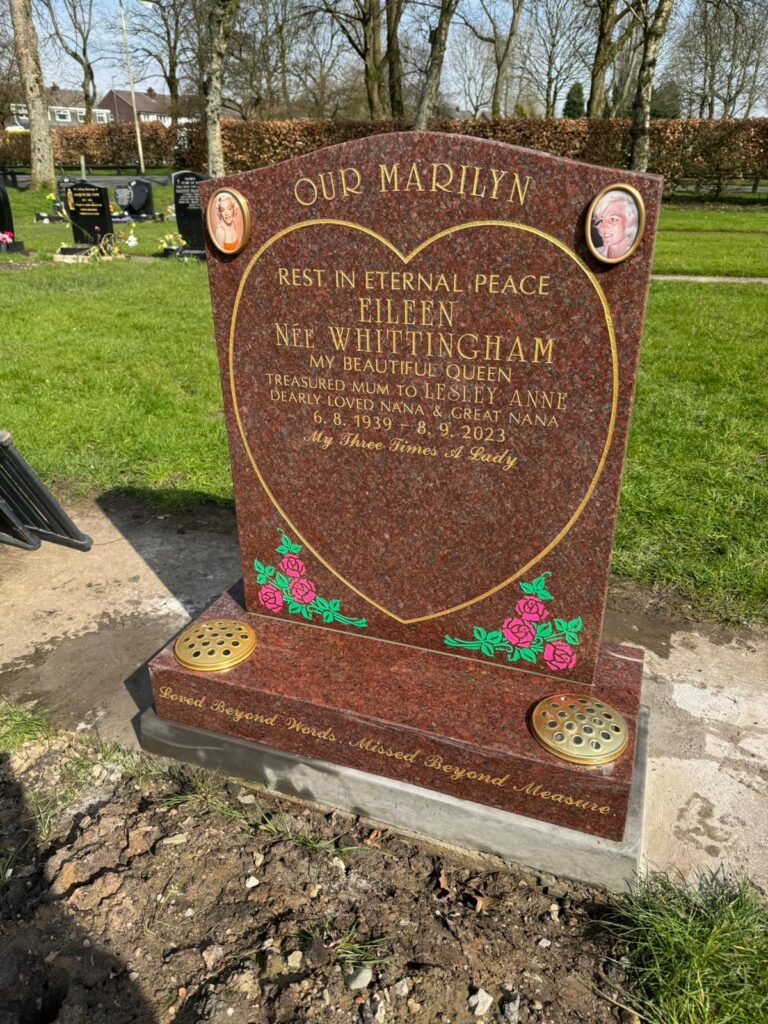 OUR MARILYN
REST IN ETERNAL PEACE
EILEEN
NÉE WHITTINGHAM
MY BEAUTIFUL QUEEN
TREASURED MUM TO LESLEY ANNE
DEARLY LOVED NANA & GREAT NANA
6. 8. 1939 – 8. 9. 2023
My Three Times A Lady
Loved Beyond Words. Missed Beyond Measure